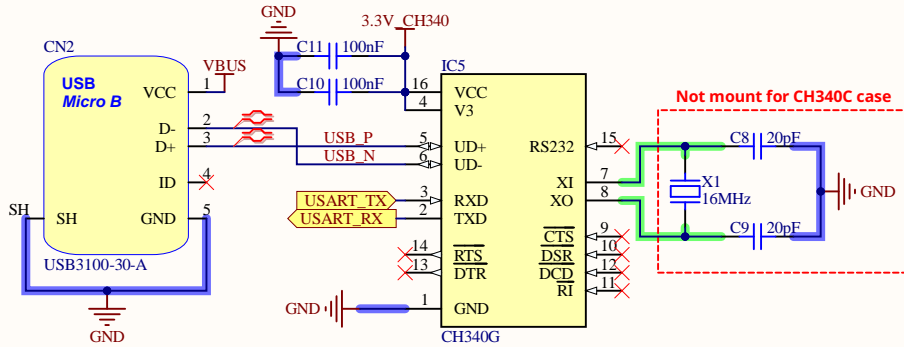 GND
3.3V_CH340
CN2
C11
100nF
IC5
VBUS
USB
Micro B
C10
100nF
VCC
1
16
VCC
4
V3
Not mount for CH340C case
D-
2
D+
3
USB_P
5
UD+
RS232
15
C8
20pF
USB_N
6
UD-
ID
4
XI
7
X1
16MHz
GND
USART_TX
3
RXD
XO
8
SH
SH
GND
5
USART_RX
2
TXD
C9
20pF
CTS
9
14
RTS
DSR
10
13
DTR
DCD
12
RI
11
USB3100-30-A
GND
1
GND
GND
CH340G